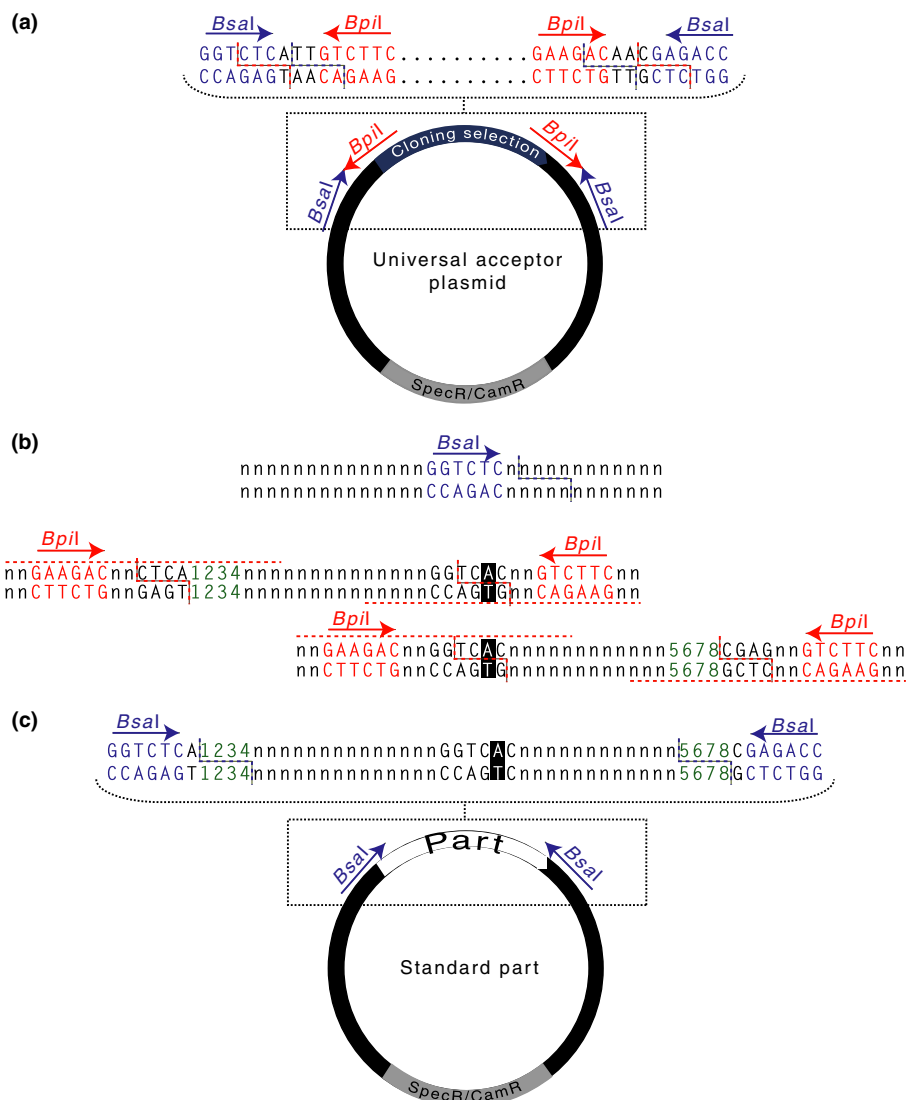 (a)
BsaI BpiI BpiI BsaI
GGTCTCATTGTCTTC..........GAAGACAACGAGACC
CCAGAGTAACAGAAG..........CTTCTGTTGCTCTGG
BpiI Cloning selection BpiI
BsaI BsaI
Universal acceptor
plasmid
SpecR/CamR
(b)
BsaI
nnnnnnnnnnnnnnGGTCTCnnnnnnnnnnnn
nnnnnnnnnnnnnnCCAGACnnnnnnnnnnnn
BpiI BpiI
nnGAAGACnnCTCA1234nnnnnnnnnnnnnnGGTCACnnGTCTTCnn
nnCTTCTGnnGAGT1234nnnnnnnnnnnnnnCCAGTGnnCAGAAGnn
BpiI BpiI
nnGAAGACnnGGTCACnnnnnnnnnnnn5678CGAGnnGTCTTCnn
nnCTTCTGnnCCAGTGnnnnnnnnnnnn5678GCTCnnCAGAAGnn
(c)
BsaI BsaI
GGTCTCA1234nnnnnnnnnnnnnnGGTCACnnnnnnnnnnnn5678CGAGACC
CCAGAGT1234nnnnnnnnnnnnnnCCAGTCnnnnnnnnnnnn5678GCTCTGG
BsaI Part BsaI
Standard part
SpecR/CamR